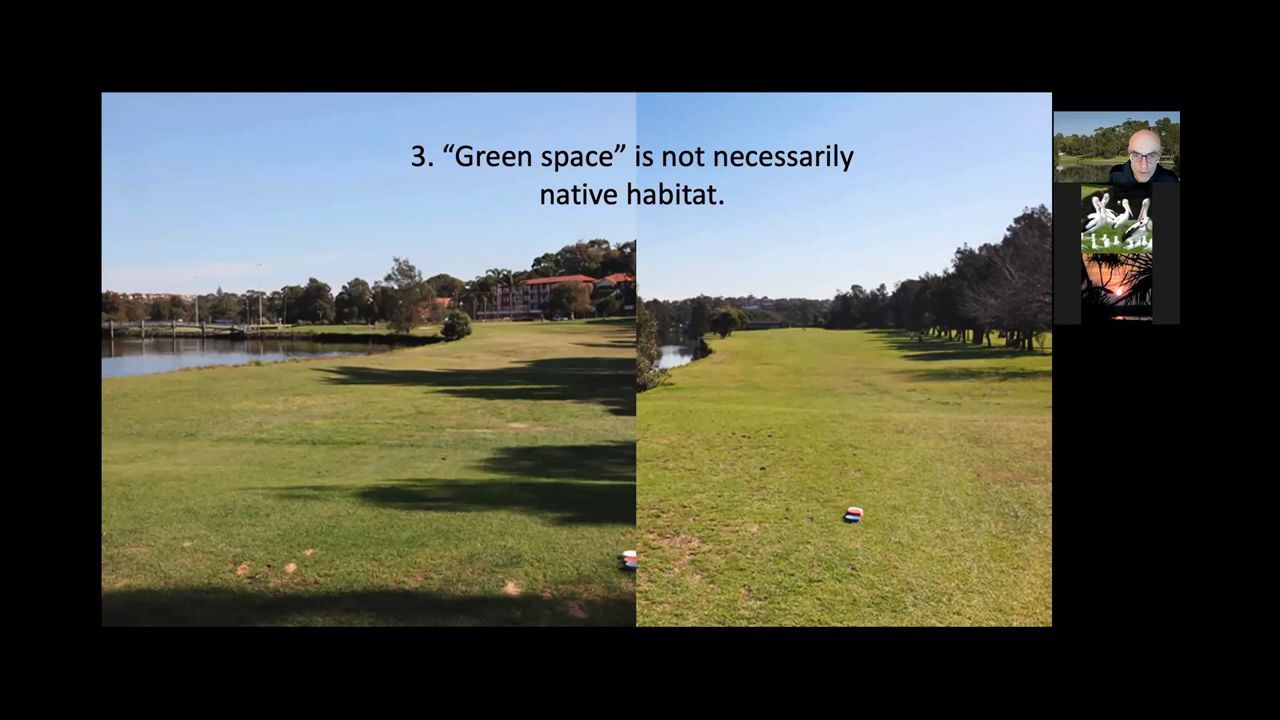 3. “Green space” is not necessarily
native habitat.